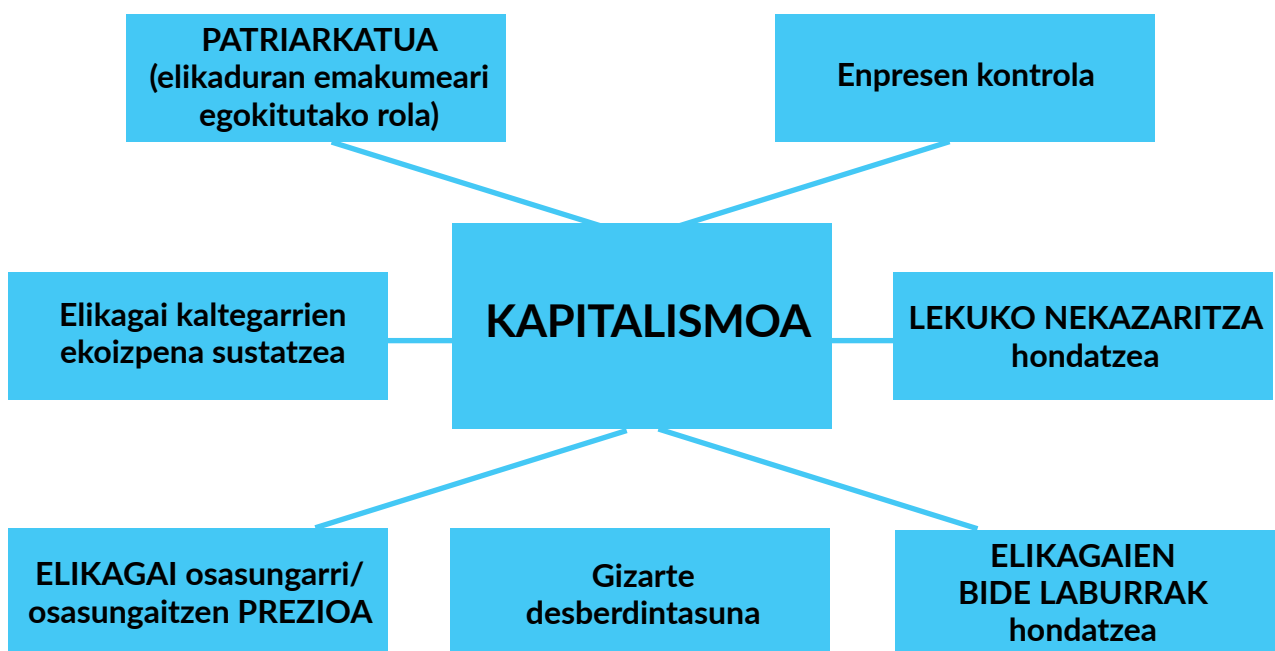 PATRIARKATUA
(elikaduran emakumeari
egokitutako rola)
Enpresen kontrola
Elikagai kaltegarrien
ekoizpena sustatzea
KAPITALISMOA
LEKUKO NEKAZARITZA
hondatzea
ELIKAGAI osasungarri/
osasungaitzen PREZIOA
Gizarte
desberdintasuna
ELIKAGAIEN
BIDE LABURRAK
hondatzea